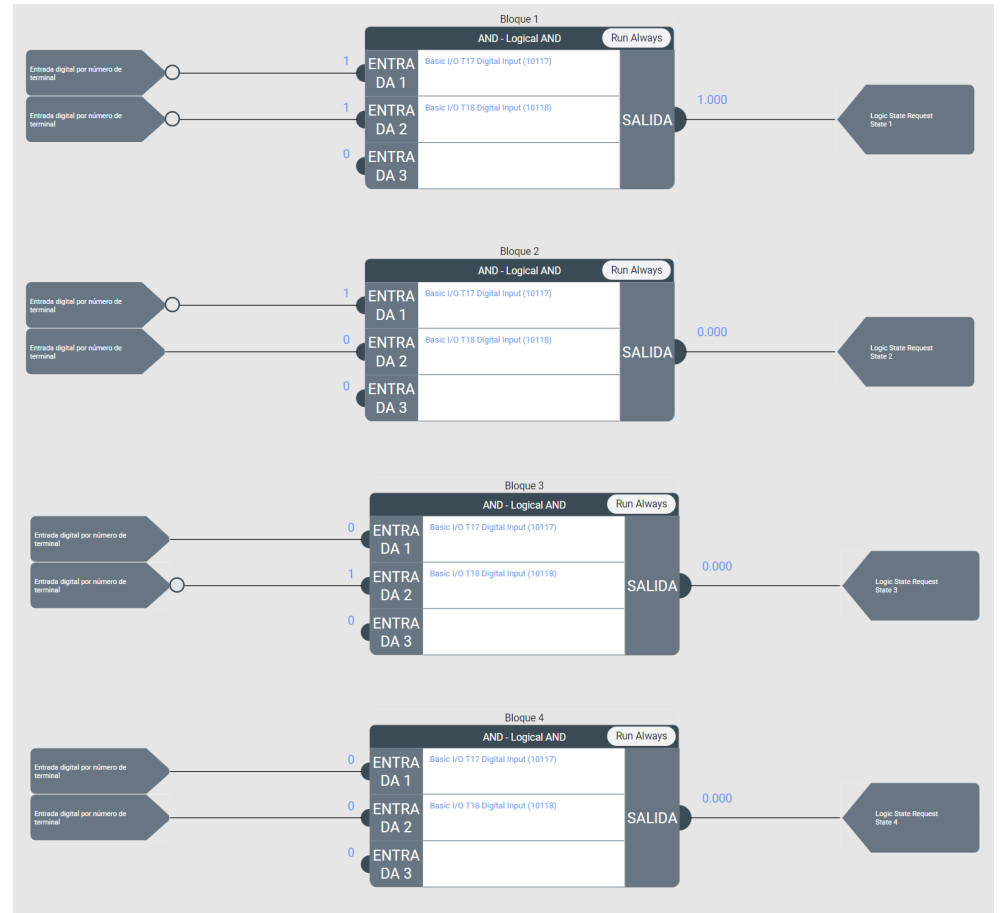 Bloque 1
AND - Logical AND
Run Always
Entrada digital por número de
terminal
1
ENTRA
DA 1
Basic I/O T17 Digital Input (10117)
Entrada digital por número de
terminal
1
ENTRA
DA 2
Basic I/O T18 Digital Input (10118)
0
ENTRA
DA 3
SALIDA
1.000
Logic State Request
State 1
Bloque 2
AND - Logical AND
Run Always
Entrada digital por número de
terminal
1
ENTRA
DA 1
Basic I/O T17 Digital Input (10117)
Entrada digital por número de
terminal
0
ENTRA
DA 2
Basic I/O T18 Digital Input (10118)
0
ENTRA
DA 3
SALIDA
0.000
Logic State Request
State 2
Bloque 3
AND - Logical AND
Run Always
Entrada digital por número de
terminal
0
ENTRA
DA 1
Basic I/O T17 Digital Input (10117)
Entrada digital por número de
terminal
1
ENTRA
DA 2
Basic I/O T18 Digital Input (10118)
0
ENTRA
DA 3
SALIDA
0.000
Logic State Request
State 3
Bloque 4
AND - Logical AND
Run Always
Entrada digital por número de
terminal
0
ENTRA
DA 1
Basic I/O T17 Digital Input (10117)
Entrada digital por número de
terminal
0
ENTRA
DA 2
Basic I/O T18 Digital Input (10118)
0
ENTRA
DA 3
SALIDA
0.000
Logic State Request
State 4